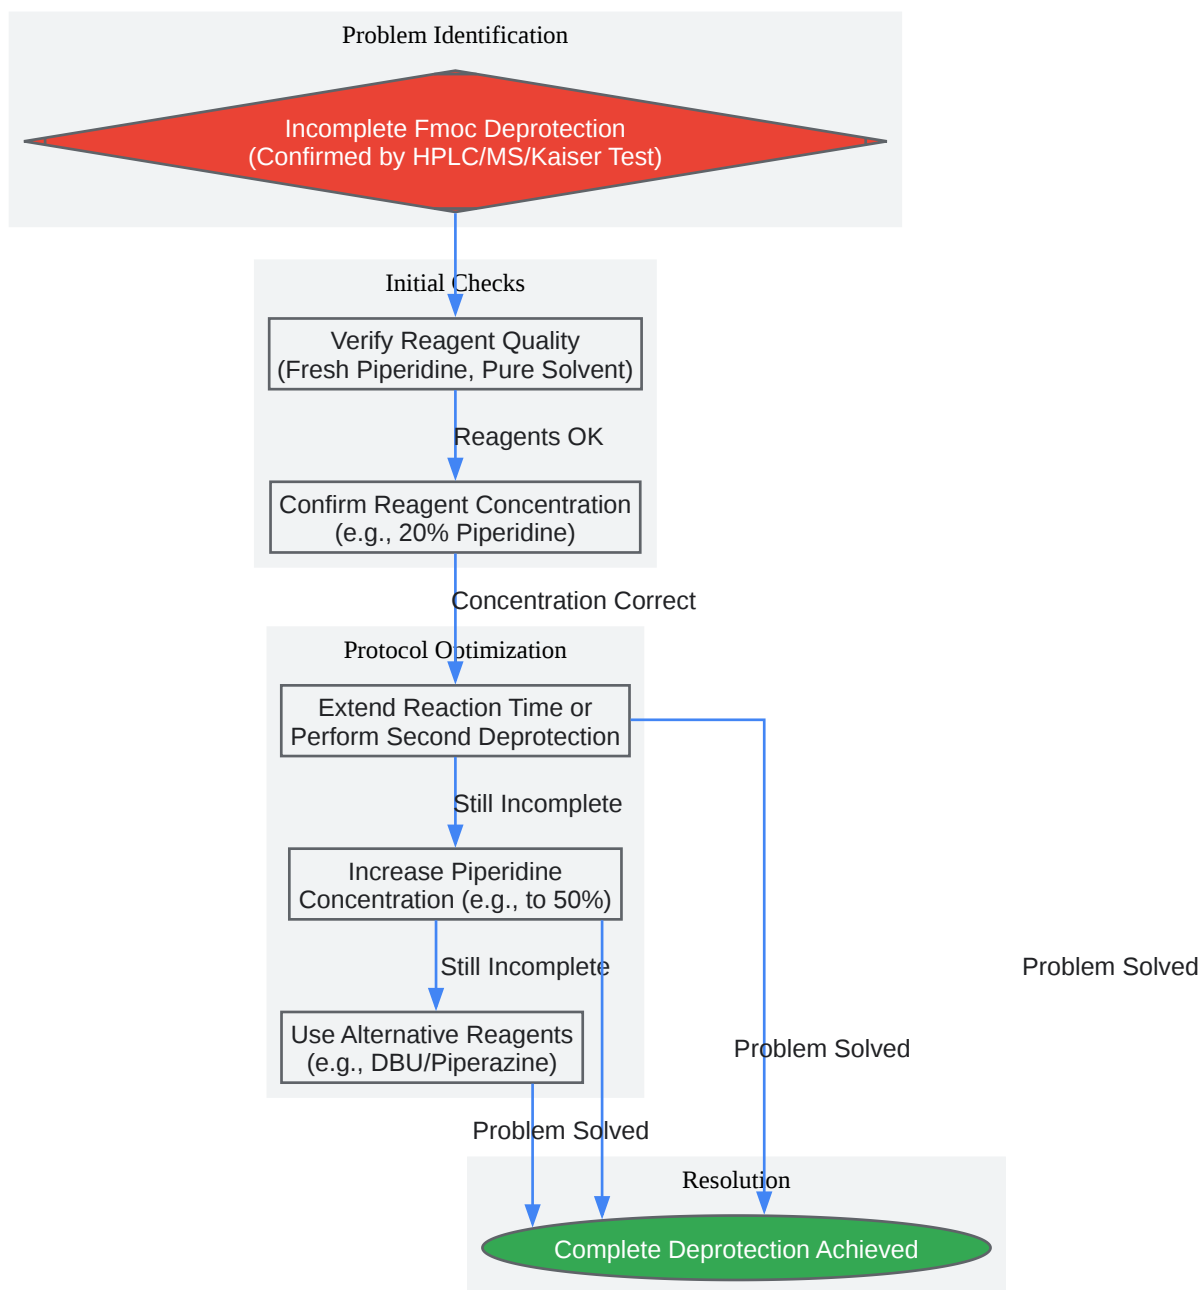 Problem Identification
Incomplete Fmoc Deprotection
(Confirmed by HPLC/MS/Kaiser Test)
Initial Checks
Verify Reagent Quality
(Fresh Piperidine, Pure Solvent)
Reagents OK
Confirm Reagent Concentration
(e.g., 20% Piperidine)
Concentration Correct
Protocol Optimization
Extend Reaction Time or
Perform Second Deprotection
Still Incomplete
Increase Piperidine
Concentration (e.g., to 50%)
Still Incomplete
Problem Solved
Use Alternative Reagents
(e.g., DBU/Piperazine)
Problem Solved
Problem Solved
Resolution
Complete Deprotection Achieved